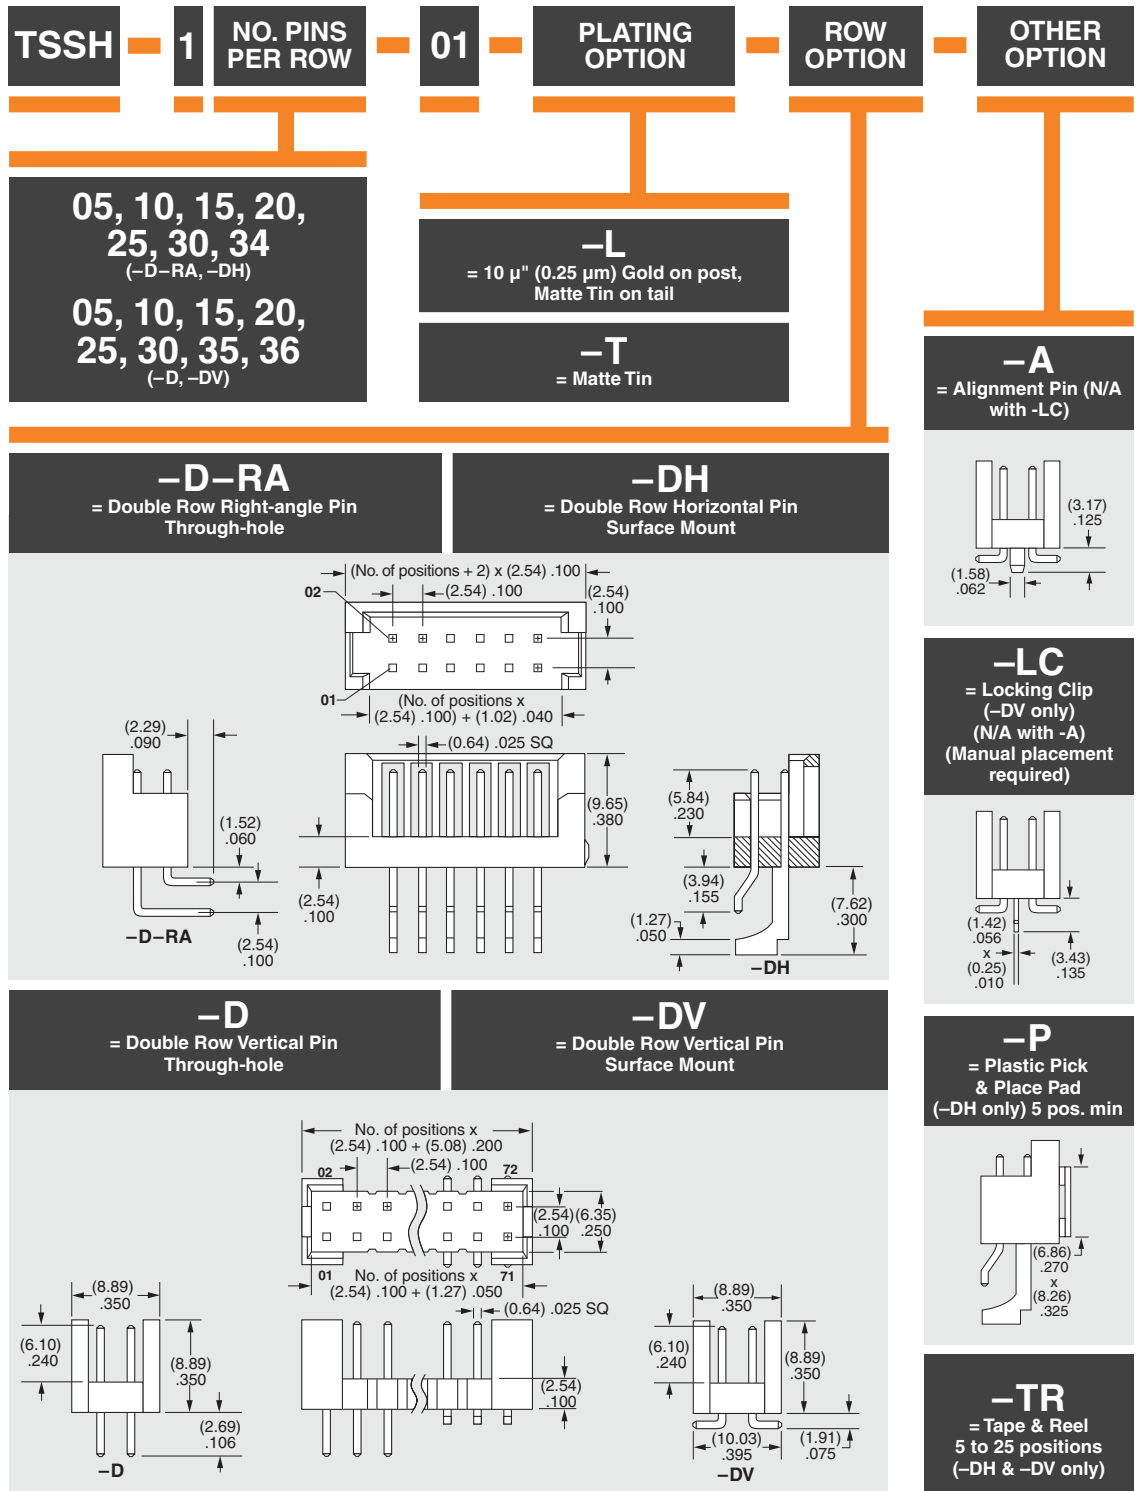 TSSH – 1 NO. PINS PER ROW – 01 – PLATING OPTION – ROW OPTION – OTHER OPTION
05, 10, 15, 20,
25, 30, 34
(–D–RA, –DH)
05, 10, 15, 20,
25, 30, 35, 36
(–D, –DV)
–L
= 10 µ" (0.25 µm) Gold on post,
Matte Tin on tail
–T
= Matte Tin
–A
= Alignment Pin (N/A
with -LC)
(3.17)
.125
(1.58)
.062
–D–RA
= Double Row Right-angle Pin
Through-hole
–DH
= Double Row Horizontal Pin
Surface Mount
(No. of positions + 2) x (2.54) .100
02
(2.54) .100
(2.54)
.100
01
(No. of positions x
(2.54) .100) + (1.02) .040
(2.29)
.090
(0.64) .025 SQ
(9.65)
.380
(5.84)
.230
(1.52)
.060
(2.54)
.100
(3.94)
.155
(7.62)
.300
(1.27)
.050
–D–RA
(2.54)
.100
–DH
–LC
= Locking Clip
(–DV only)
(N/A with -A)
(Manual placement
required)
(1.42)
.056
x
(0.25)
.010
(3.43)
.135
–D
= Double Row Vertical Pin
Through-hole
–DV
= Double Row Vertical Pin
Surface Mount
No. of positions x
(2.54) .100 + (5.08) .200
02
(2.54) .100
72
(2.54)
.100
(6.35)
.250
01
No. of positions x
71
(2.54) .100 + (1.27) .050
(8.89)
.350
(6.10)
.240
(8.89)
.350
(2.69)
.106
–D
(0.64) .025 SQ
(2.54)
.100
(8.89)
.350
(6.10)
.240
(8.89)
.350
(10.03)
.395
(1.91)
.075
–DV
–P
= Plastic Pick
& Place Pad
(–DH only) 5 pos. min
(6.86)
.270
x
(8.26)
.325
–TR
= Tape & Reel
5 to 25 positions
(–DH & –DV only)